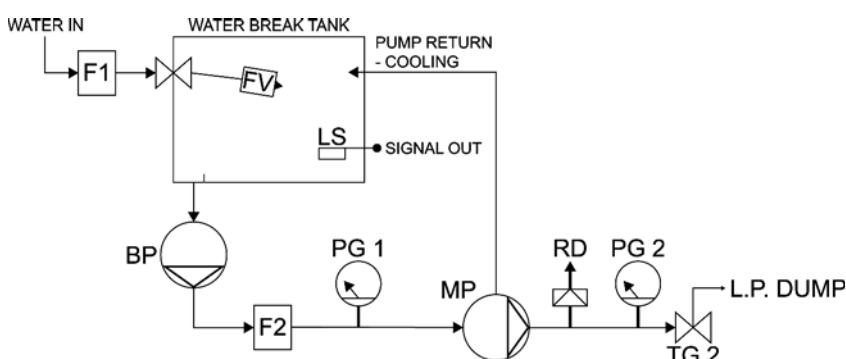 WATER IN
WATER BREAK TANK
PUMP RETURN
- COOLING
F1
FV
LS
SIGNAL OUT
BP
PG 1
RD
PG 2
MP
L.P. DUMP
F2
TG 2